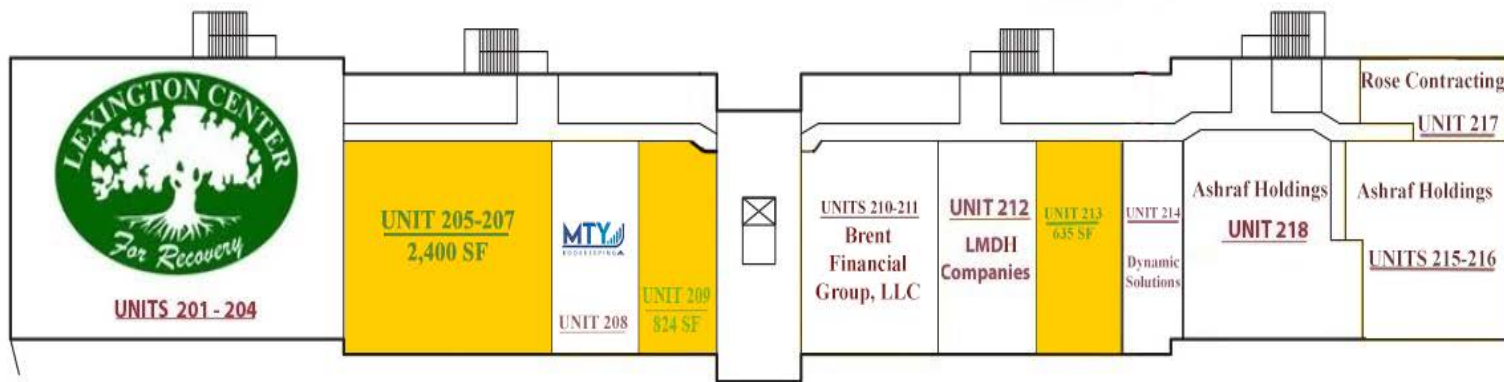 LEXINGTON CENTER
For Recovery
UNITS 201 - 204
UNIT 205-207
2,400 SF
MTY
BOOKKEEPING
UNIT 208
UNIT 209
824 SF
UNITS 210-211
Brent
Financial
Group, LLC
UNIT 212
LMDH
Companies
UNIT 213
635 SF
UNIT 214
Dynamic
Solutions
Ashraf Holdings
UNIT 218
Rose Contracting
UNIT 217
Ashraf Holdings
UNITS 215-216